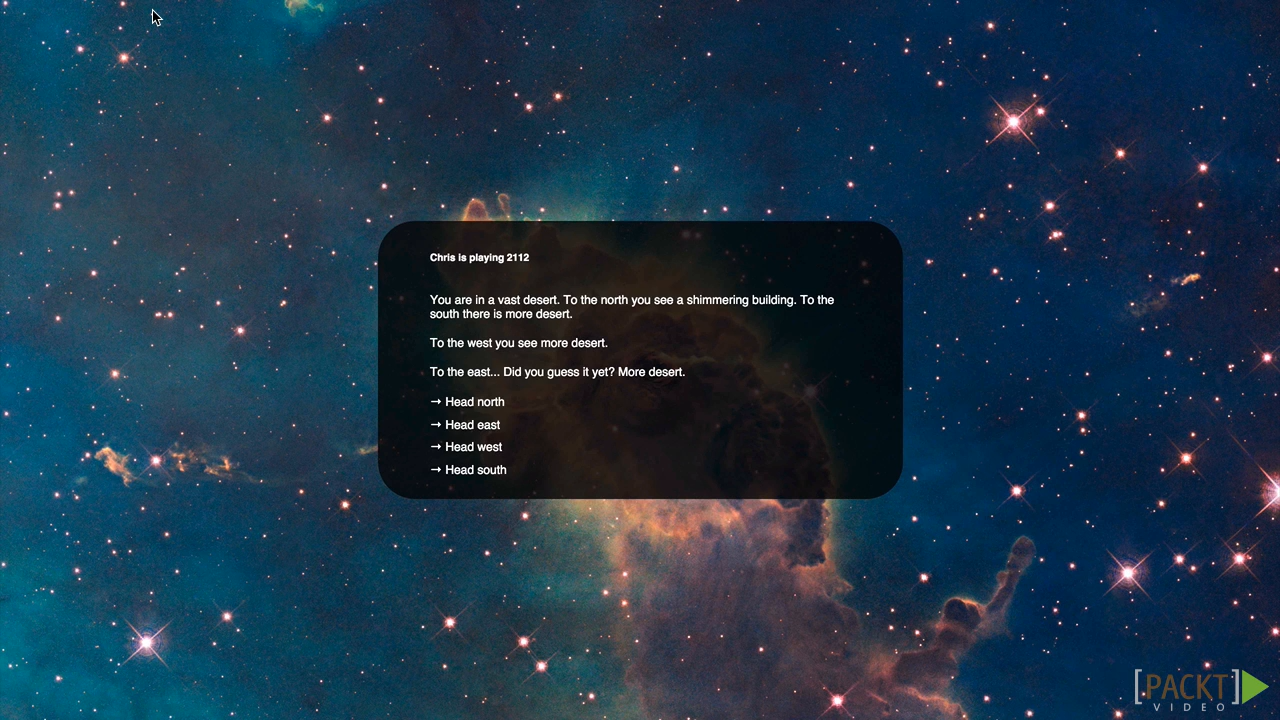 Chris is playing 2112
You are in a vast desert. To the north you see a shimmering building. To the
south there is more desert.
To the west you see more desert.
To the east... Did you guess it yet? More desert.
→ Head north
→ Head east
→ Head west
→ Head south
[PACKT]
VIDEO